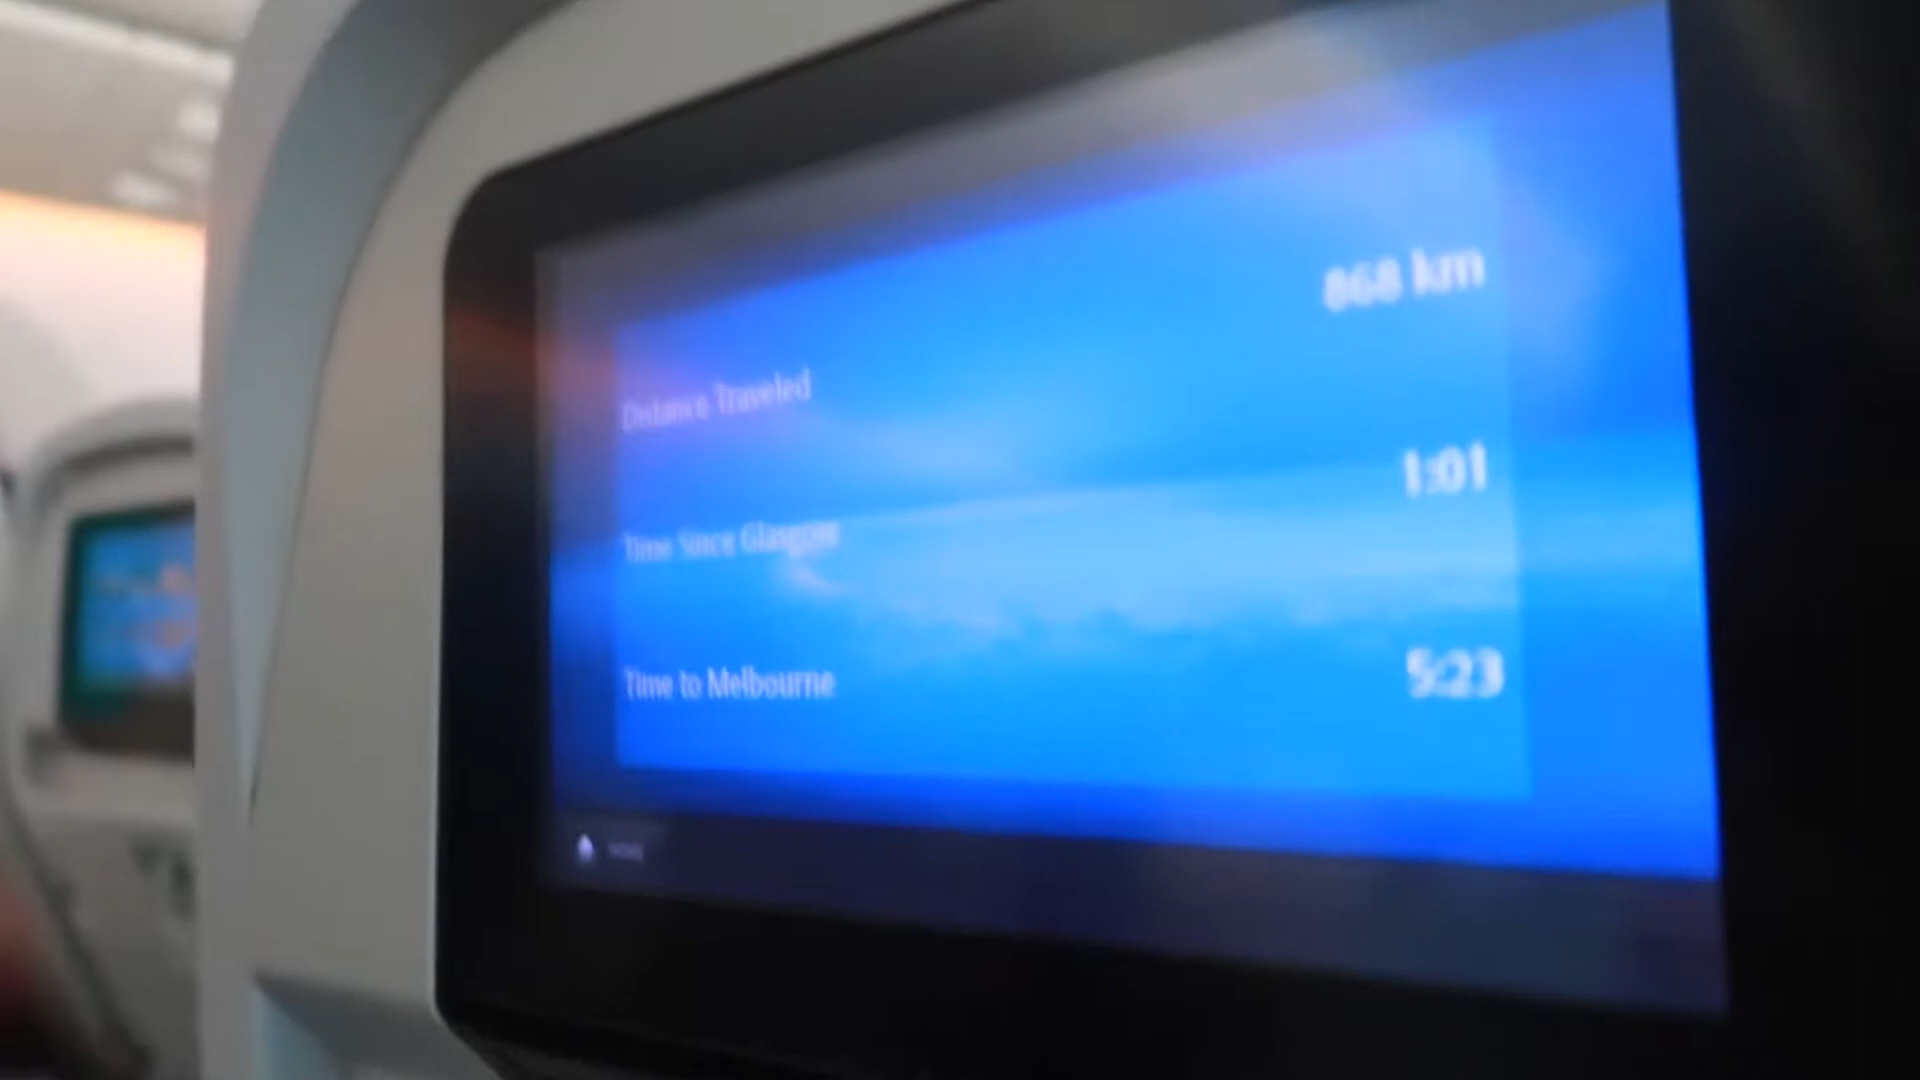 868 km
Distance Traveled
1:01
Time Since Glasgow
5:23
Time to Melbourne